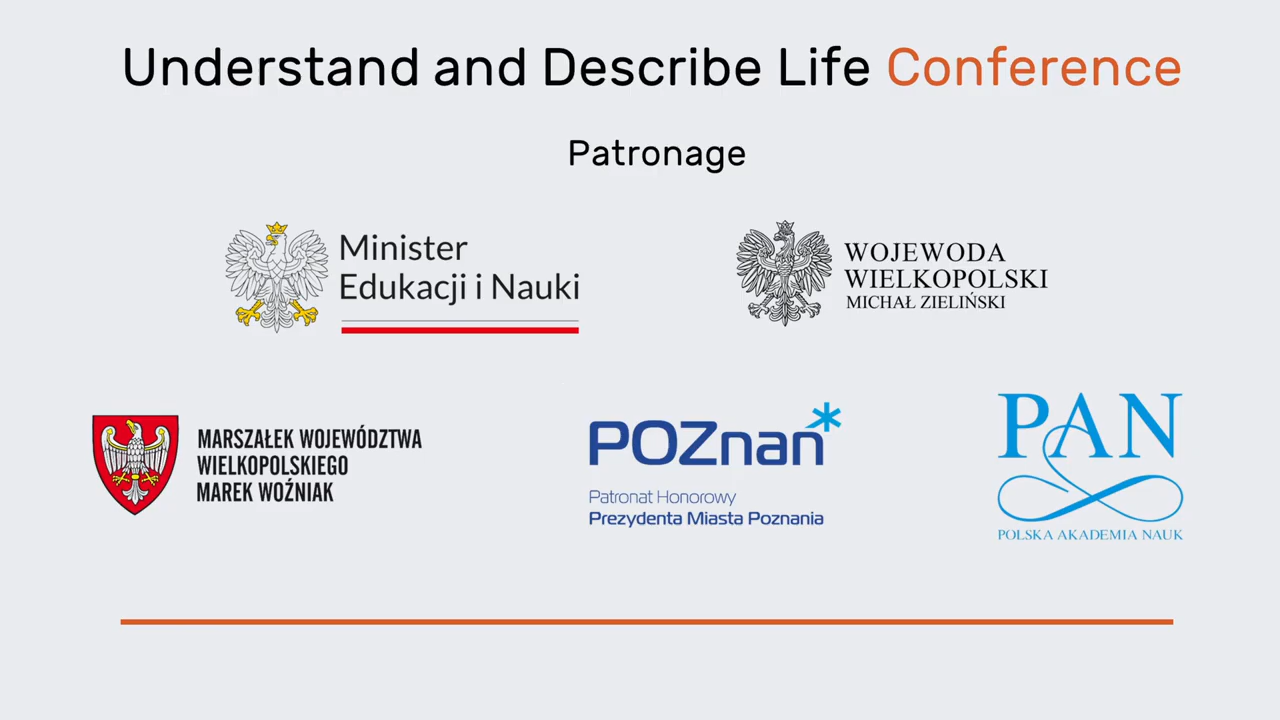 Understand and Describe Life Conference
Patronage
Minister
Edukacji i Nauki
WOJEWODA
WIELKOPOLSKI
MICHAŁ ZIELIŃSKI
MARSZAŁEK WOJEWÓDZTWA
WIELKOPOLSKIEGO
MAREK WOŹNIAK
POZnan*
Patronat Honorowy
Prezydenta Miasta Poznania
PAN
POLSKA AKADEMIA NAUK